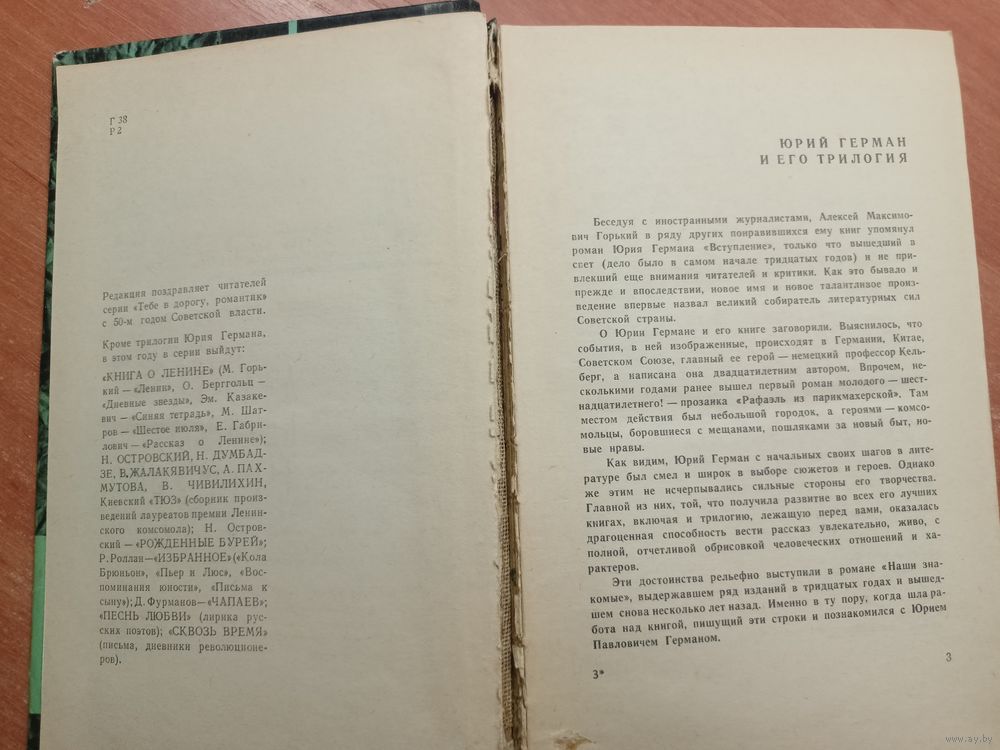 Г 38
Р 2
Редакция поздравляет читателей
серии «Тебе в дорогу, романтик»
с 50-м годом Советской власти.
Кроме трилогии Юрия Германа,
в этом году в серии выйдут:
«КНИГА О ЛЕНИНЕ» (М. Горь-
кий — «Ленин», О. Берггольц —
«Дневные звезды», Эм. Казаке-
вич — «Синяя тетрадь», М. Шат-
ров — «Шестое июля», Е. Габри-
лович — «Рассказ о Ленине»);
Н. ОСТРОВСКИЙ, Н. ДУМБАД-
ЗЕ, В. ЖАЛАКЯВИЧУС, А. ПАХ-
МУТОВА, В. ЧИВИЛИХИН,
Киевский «ТЮЗ» (сборник произ-
ведений лауреатов премии Ленин-
ского комсомола); Н. Остров-
ский — «РОЖДЕННЫЕ БУРЕЙ»;
Р. Роллан — «ИЗБРАННОЕ» («Кола
Брюньон», «Пьер и Люс», «Вос-
поминания юности», «Письма к
сыну»); Д. Фурманов — «ЧАПАЕВ»;
«ПЕСНЬ ЛЮБВИ» (лирика рус-
ских поэтов); «СКВОЗЬ ВРЕМЯ»
(письма, дневники революционе-
ров).
ЮРИЙ ГЕРМАН
И ЕГО ТРИЛОГИЯ
Беседуя с иностранными журналистами, Алексей Максимо-
вич Горький в ряду других понравившихся ему книг упомянул
роман Юрия Германа «Вступление», только что вышедший в
свет (дело было в самом начале тридцатых годов) и не при-
влекший еще внимания читателей и критики. Как это бывало и
прежде и впоследствии, новое имя и новое талантливое произ-
ведение впервые назвал великий собиратель литературных сил
Советской страны.
О Юрии Германе и его книге заговорили. Выяснилось, что
события, в ней изображенные, происходят в Германии, Китае,
Советском Союзе, главный ее герой — немецкий профессор Кель-
берг, а написана она двадцатилетним автором. Впрочем, не-
сколькими годами ранее вышел первый роман молодого — шест-
надцатилетнего! — прозаика «Рафаэль из парикмахерской». Там
местом действия был небольшой городок, а героями — комсо-
мольцы, боровшиеся с мещанами, пошляками за новый быт, но-
вые нравы.
Как видим, Юрий Герман с начальных своих шагов в лите-
ратуре был смел и широк в выборе сюжетов и героев. Однако
же этим не исчерпывались сильные стороны его творчества.
Главной из них, той, что получила развитие во всех его лучших
книгах, включая и трилогию, лежащую перед вами, оказалась
драгоценная способность вести рассказ увлекательно, живо, с
полной, отчетливой обрисовкой человеческих отношений и ха-
рактеров.
Эти достоинства рельефно выступили в романе «Наши зна-
комые», выдержавшем ряд изданий в тридцатых годах и вышед-
шем снова несколько лет назад. Именно в ту пору, когда шла ра-
бота над книгой, пишущий эти строки и познакомился с Юрием
Павловичем Германом.
3*
3
www.ay.by